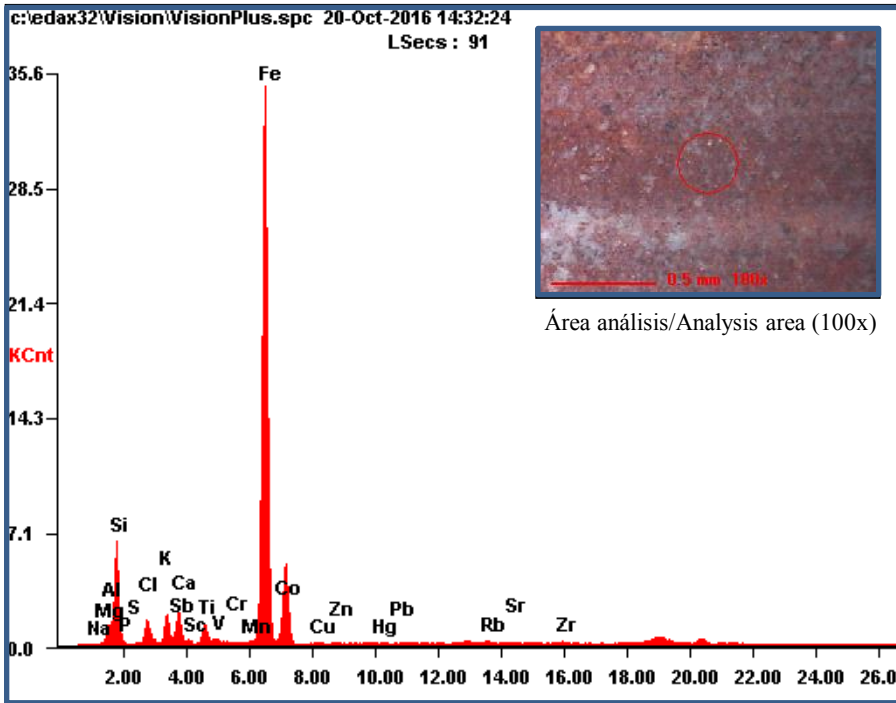 c:\edax32\Vision\VisionPlus.spc 20-Oct-2016 14:32:24
LSecs : 91
35.6
28.5
21.4
KCnt
14.3
7.1
0.0
Fe
Si
Al
Mg
Na
P
S
Cl
K
Ca
Sb
Sc
Ti
V
Cr
Mn
Co
Cu
Zn
Hg
Pb
Rb
Sr
Zr
2.00 4.00 6.00 8.00 10.00 12.00 14.00 16.00 18.00 20.00 22.00 24.00 26.0
0.5 mm 100x
Área análisis/Analysis area (100x)